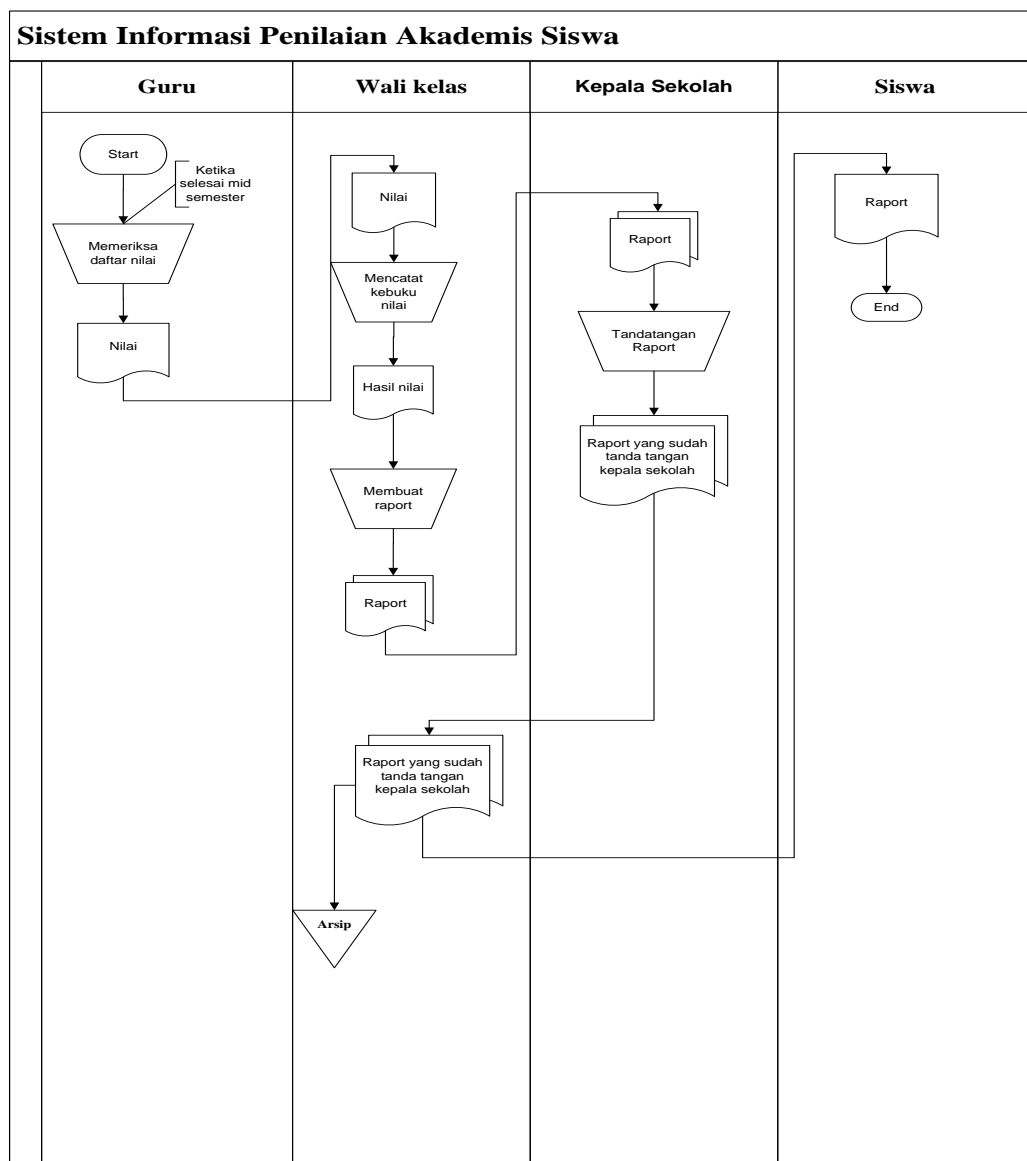 Sistem Informasi Penilaian Akademis Siswa
Guru
Wali kelas
Kepala Sekolah
Siswa
Start
Ketika
selesai mid
semester
Memeriksa
daftar nilai
Nilai
Nilai
Mencatat
kebuku
nilai
Hasil nilai
Membuat
raport
Raport
Raport
Tandatangan
Raport
Raport yang sudah
tanda tangan
kepala sekolah
Raport yang sudah
tanda tangan
kepala sekolah
Arsip
Raport
End